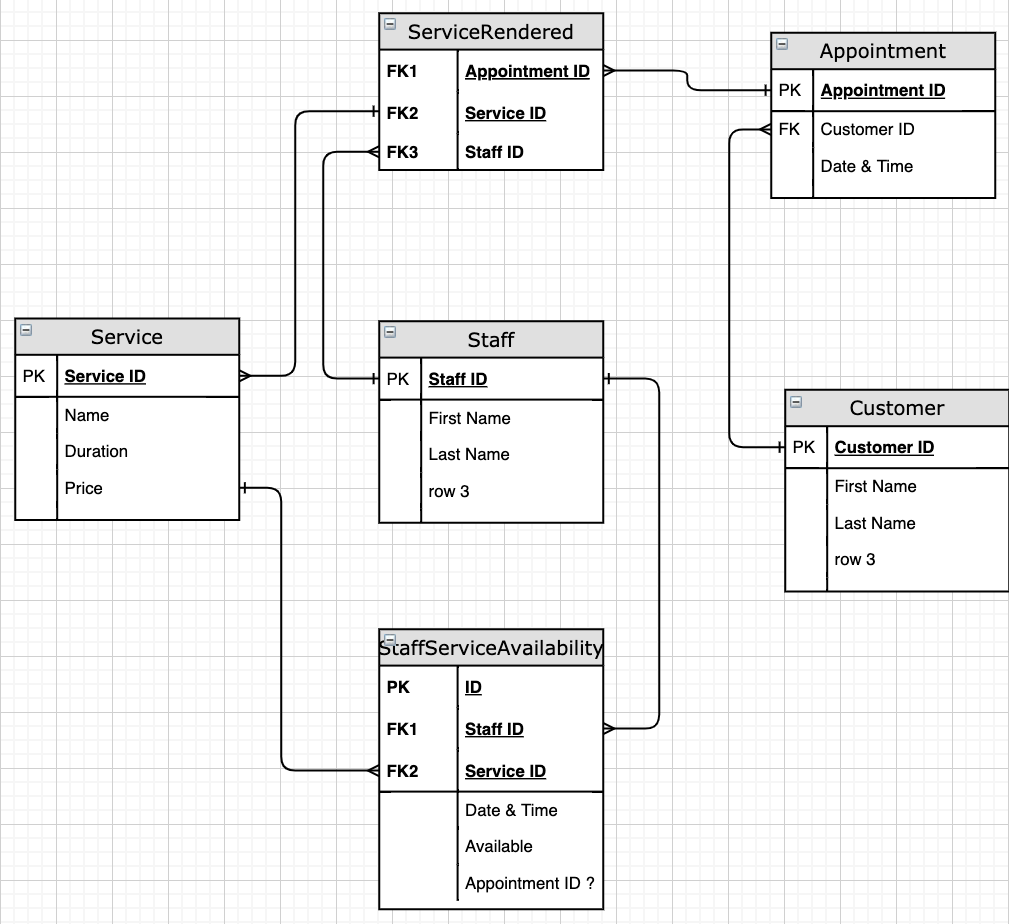 ServiceRendered
FK1 Appointment ID
FK2 Service ID
FK3 Staff ID
Appointment
PK Appointment ID
FK Customer ID
Date & Time
Service
PK Service ID
Name
Duration
Price
Staff
PK Staff ID
First Name
Last Name
row 3
Customer
PK Customer ID
First Name
Last Name
row 3
StaffServiceAvailability
PK ID
FK1 Staff ID
FK2 Service ID
Date & Time
Available
Appointment ID ?